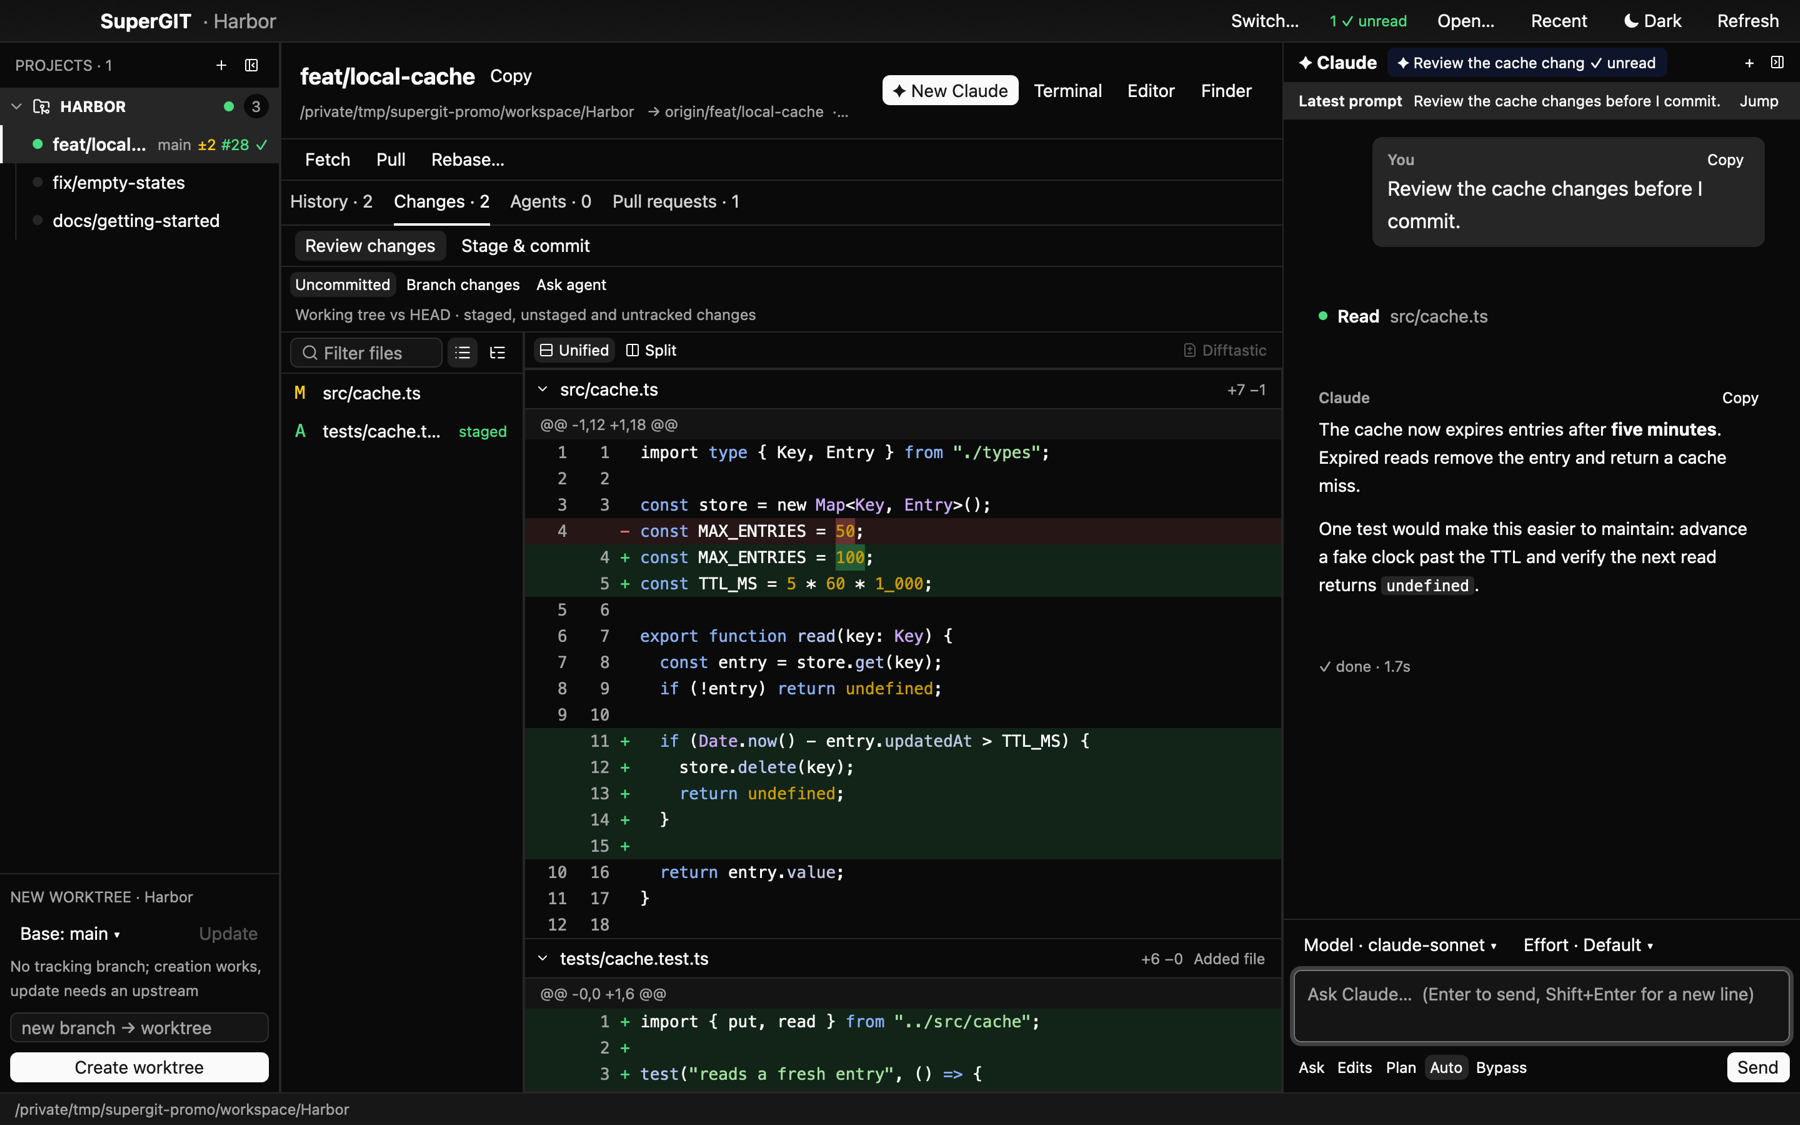 SuperGIT · Harbor
Switch... 1 ✓ unread Open... Recent Dark Refresh
PROJECTS · 1 +
HARBOR 3
feat/local... main ±2 #28 ✓
fix/empty-states
docs/getting-started
NEW WORKTREE · Harbor
Base: main ▾ Update
No tracking branch; creation works,
update needs an upstream
new branch → worktree
Create worktree
/private/tmp/supergit-promo/workspace/Harbor
feat/local-cache Copy
/private/tmp/supergit-promo/workspace/Harbor → origin/feat/local-cache ·...
✦ New Claude Terminal Editor Finder
Fetch Pull Rebase...
History · 2 Changes · 2 Agents · 0 Pull requests · 1
Review changes Stage & commit
Uncommitted Branch changes Ask agent
Working tree vs HEAD · staged, unstaged and untracked changes
Filter files
M src/cache.ts
A tests/cache.t... staged
Unified Split Difftastic
src/cache.ts +7 −1
@@ -1,12 +1,18 @@
1 1 import type { Key, Entry } from "./types";
2 2
3 3 const store = new Map<Key, Entry>();
4 − const MAX_ENTRIES = 50;
4 + const MAX_ENTRIES = 100;
5 + const TTL_MS = 5 * 60 * 1_000;
5 6
6 7 export function read(key: Key) {
7 8 const entry = store.get(key);
8 9 if (!entry) return undefined;
9 10
11 + if (Date.now() − entry.updatedAt > TTL_MS) {
12 + store.delete(key);
13 + return undefined;
14 + }
15 +
10 16 return entry.value;
11 17 }
12 18
tests/cache.test.ts +6 −0 Added file
@@ -0,0 +1,6 @@
1 + import { put, read } from "../src/cache";
2 +
3 + test("reads a fresh entry", () => {
✦ Claude ✦ Review the cache chang ✓ unread +
Latest prompt Review the cache changes before I commit. Jump
You Copy
Review the cache changes before I
commit.
Read src/cache.ts
Claude Copy
The cache now expires entries after five minutes.
Expired reads remove the entry and return a cache
miss.
One test would make this easier to maintain: advance
a fake clock past the TTL and verify the next read
returns undefined.
✓ done · 1.7s
Model · claude-sonnet ▾ Effort · Default ▾
Ask Claude... (Enter to send, Shift+Enter for a new line)
Ask Edits Plan Auto Bypass Send